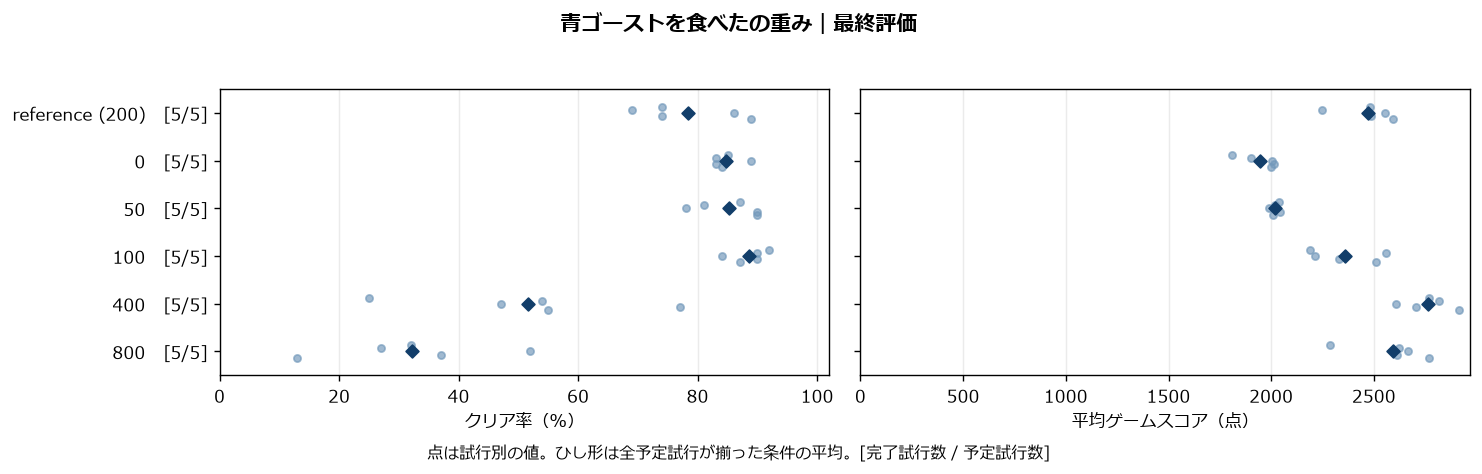 青ゴーストを食べたの重み｜最終評価
reference (200) [5/5]
0 [5/5]
50 [5/5]
100 [5/5]
400 [5/5]
800 [5/5]
0 20 40 60 80 100
クリア率（%）
0 500 1000 1500 2000 2500
平均ゲームスコア（点）
点は試行別の値。ひし形は全予定試行が揃った条件の平均。[完了試行数 / 予定試行数]